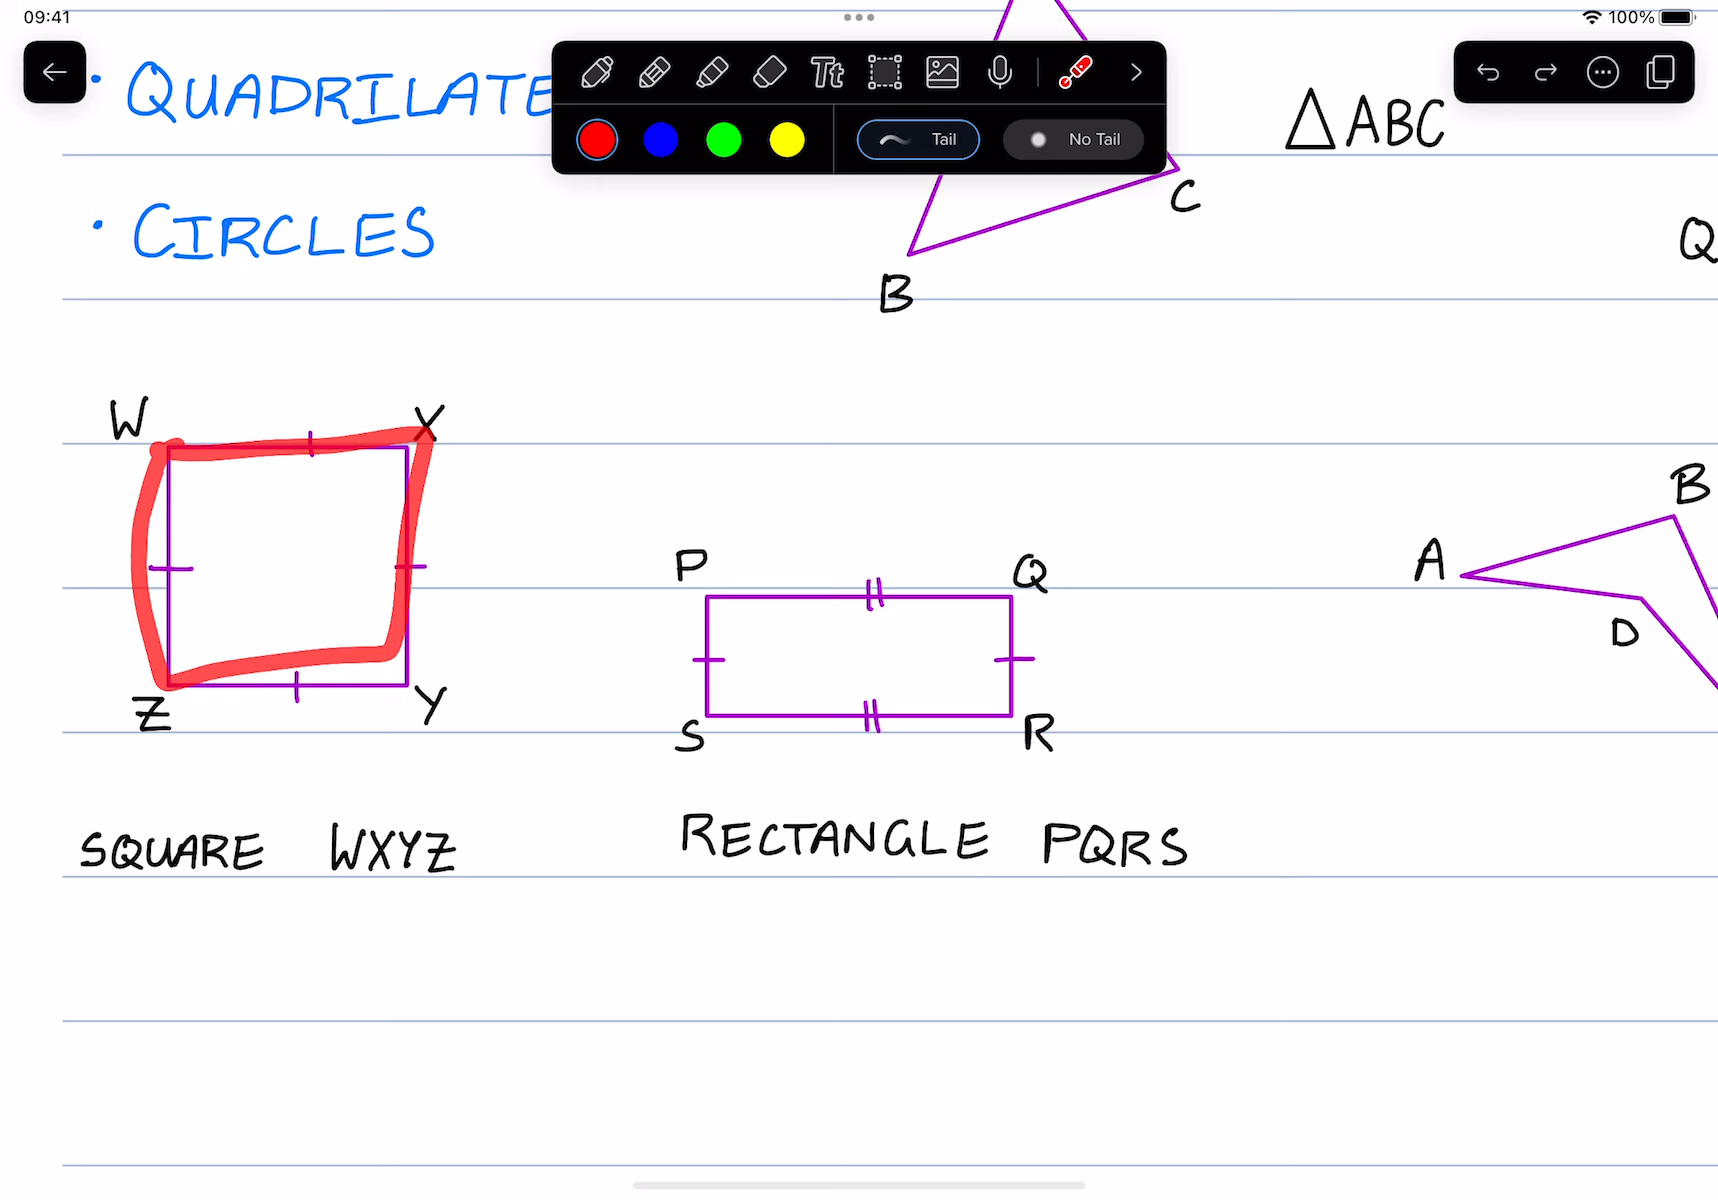 09:41
100%
• QUADRILATE
Tail
No Tail
△ABC
C
• CIRCLES
Q
B
W
X
B
A
P
Q
D
Z
Y
S
R
SQUARE WXYZ
RECTANGLE PQRS